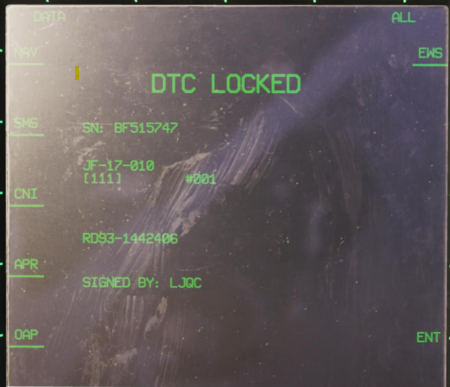 DATA ALL
NAV EWS
DTC LOCKED
SMS
SN: BF515747
JF-17-010
[111] #001
CNI
RD93-1442406
APR
SIGNED BY: LJQC
OAP ENT